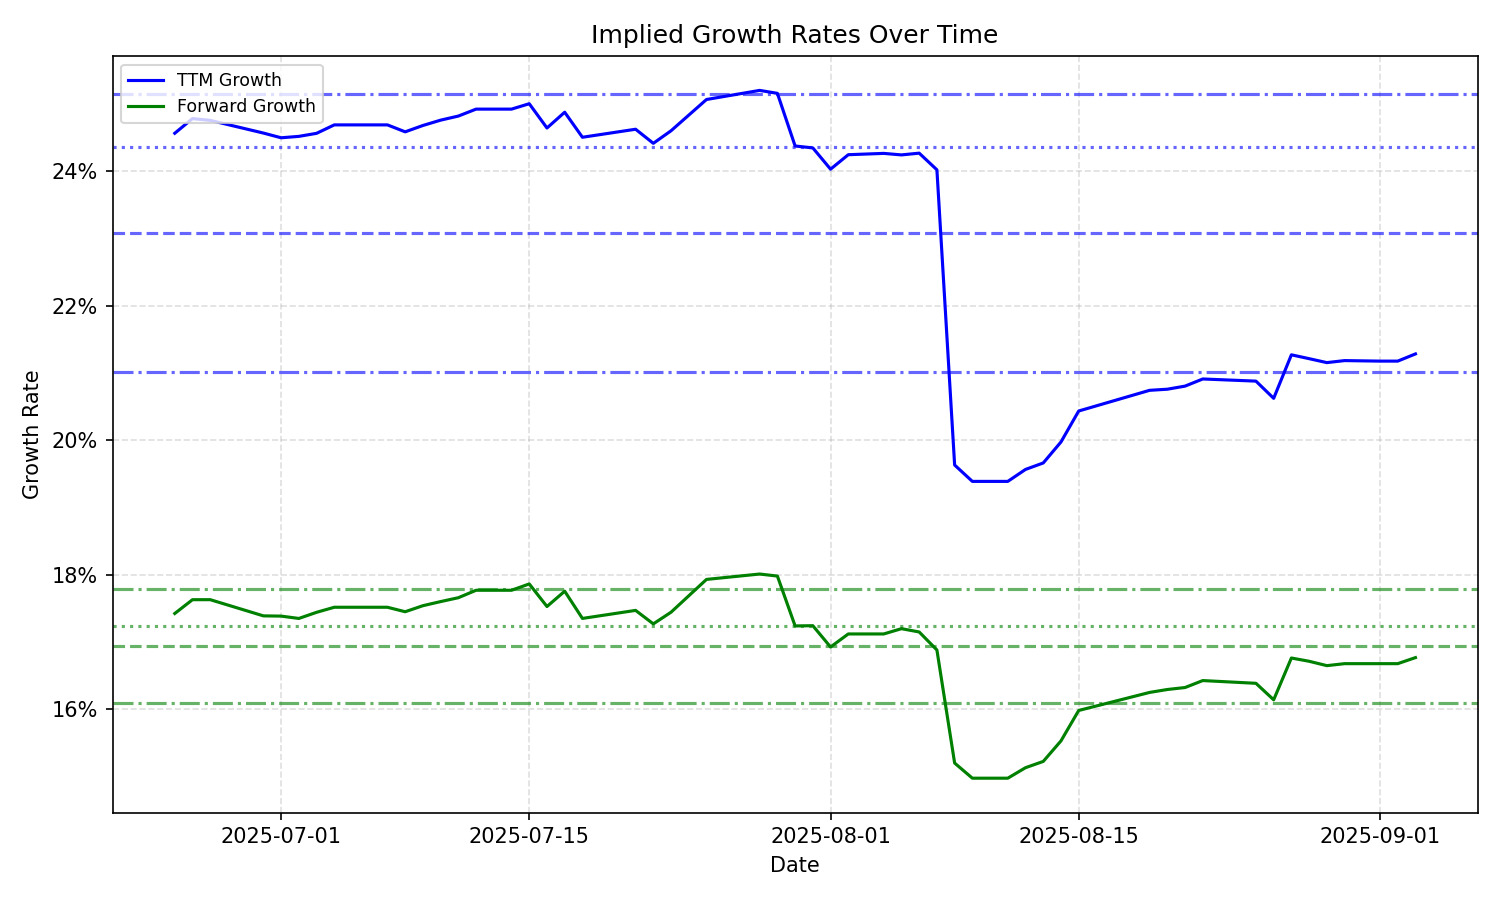 Implied Growth Rates Over Time
TTM Growth
Forward Growth
24%
22%
20%
18%
16%
Growth Rate
2025-07-01
2025-07-15
2025-08-01
2025-08-15
2025-09-01
Date